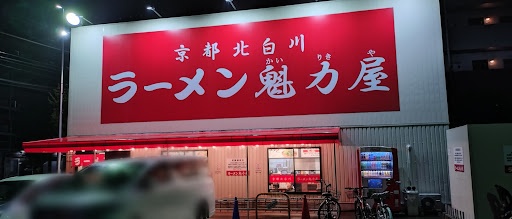 京都北白川
かい りき や
ラーメン魁力屋